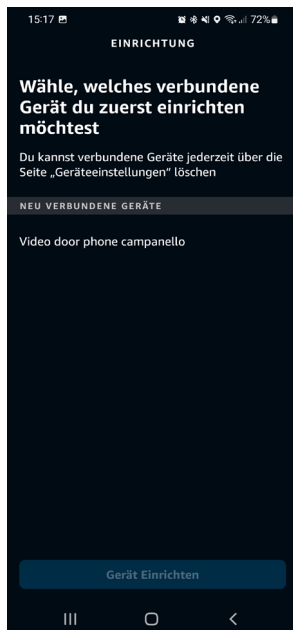 15:17 72%
EINRICHTUNG
Wähle, welches verbundene
Gerät du zuerst einrichten
möchtest
Du kannst verbundene Geräte jederzeit über die
Seite „Geräteeinstellungen“ löschen
NEU VERBUNDENE GERÄTE
Video door phone campanello
Gerät Einrichten